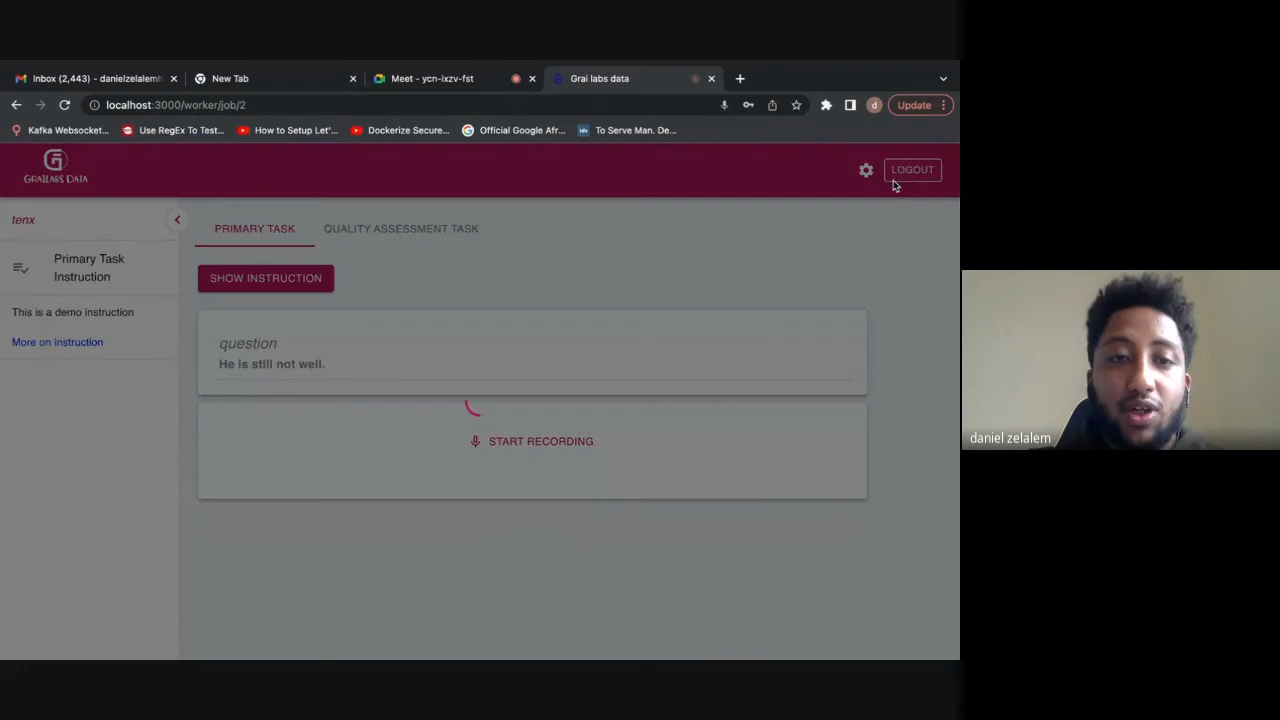 Inbox (2,443) - danielzelalemh
New Tab
Meet - ycn-ixzv-fst
Grai labs data
localhost:3000/worker/job/2
d
Update
Kafka Websocket...
Use RegEx To Test...
How to Setup Let'...
Dockerize Secure...
Official Google Afr...
To Serve Man. De...
GRAILABS DATA
LOGOUT
tenx
PRIMARY TASK
QUALITY ASSESSMENT TASK
Primary Task
Instruction
SHOW INSTRUCTION
This is a demo instruction
More on instruction
question
He is still not well.
START RECORDING
daniel zelalem